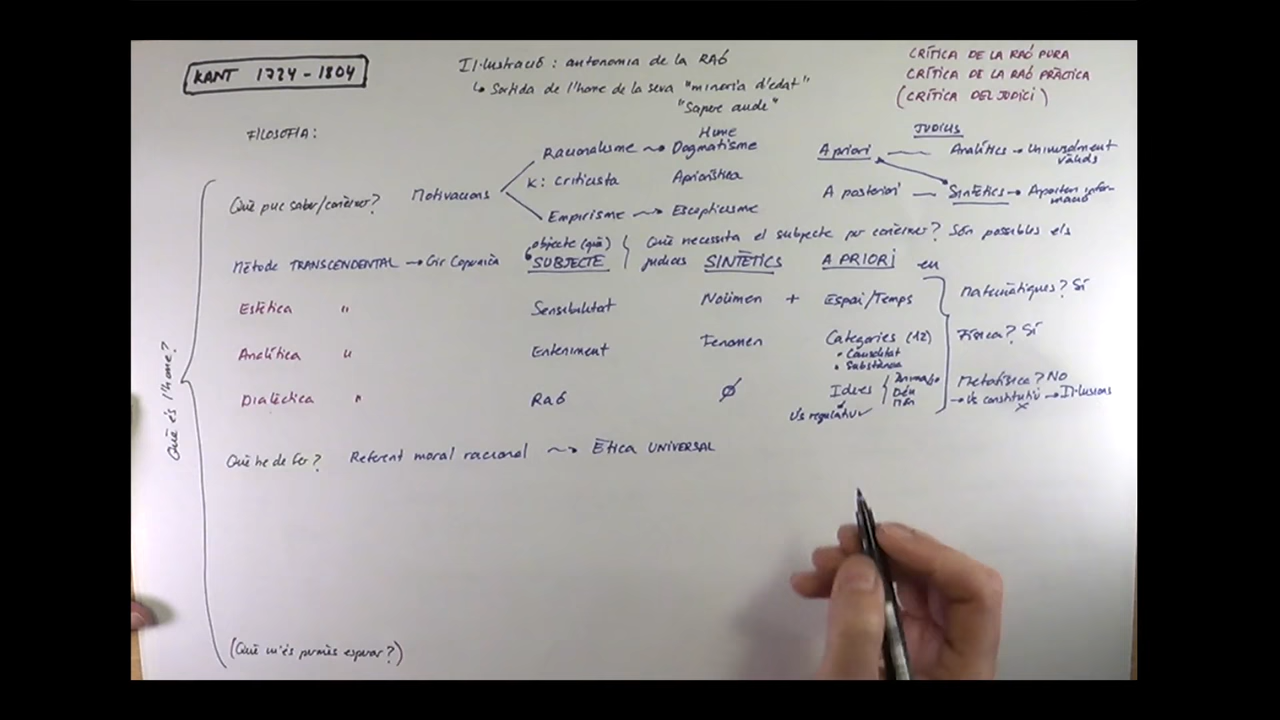 KANT 1724-1804
Il·lustració: autonomia de la RAÓ
↳ Sortida de l'home de la seva "minoria d'edat"
"Sapere aude"
CRÍTICA DE LA RAÓ PURA
CRÍTICA DE LA RAÓ PRÀCTICA
(CRÍTICA DEL JUDICI)
FILOSOFIA:
Què és l'home?
Què puc saber/conèixer? Motivacions
Racionalisme → Dogmatisme
Hume
K: Criticista Apriorística
Empirisme → Escepticisme
JUDICIS
A priori — Analítics → Universalment vàlids
A posteriori — Sintètics → Aporten informació
Mètode TRANSCENDENTAL → Gir Copernicà
objecte (què)
SUBJECTE
Què necessita el subjecte per conèixer? Són possibles els
judicis SINTÈTICS A PRIORI en
Estètica " Sensibilitat Noümen + Espai/Temps Matemàtiques? Sí
Analítica " Enteniment Fenomen Categories (12) Física? Sí
• Causalitat
• Substància
Dialèctica " Raó ∅ Idees Ànima
Déu
Món
Metafísica? NO
Ús regulatiu ✓
→ Ús constitutiu → Il·lusions
X
Què he de fer? Referent moral racional → Ètica UNIVERSAL
(Què m'és permès esperar?)